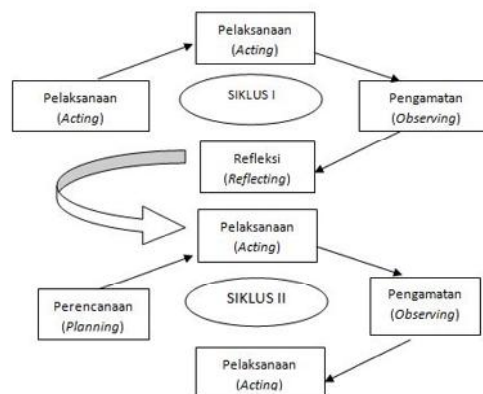 Pelaksanaan
(Acting)
SIKLUS I
Pelaksanaan
(Acting)
Pengamatan
(Observing)
Refleksi
(Reflecting)
Pelaksanaan
(Acting)
SIKLUS II
Perencanaan
(Planning)
Pengamatan
(Observing)
Pelaksanaan
(Acting)